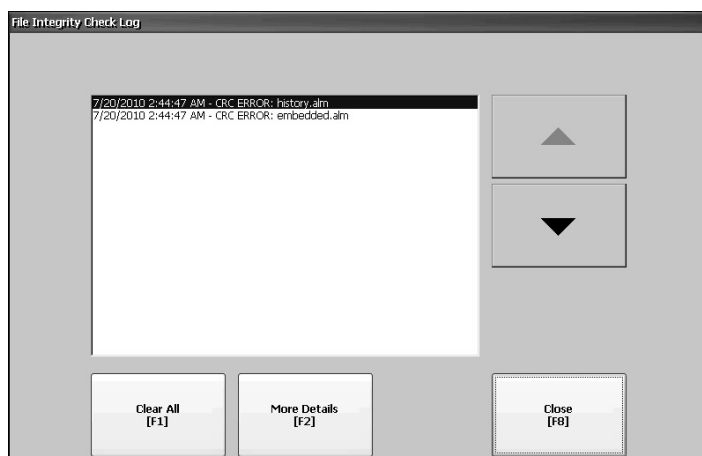 File Integrity Check Log
7/20/2010 2:44:47 AM - CRC ERROR: history.alm
7/20/2010 2:44:47 AM - CRC ERROR: embedded.alm
Clear All
[F1]
More Details
[F2]
Close
[F8]